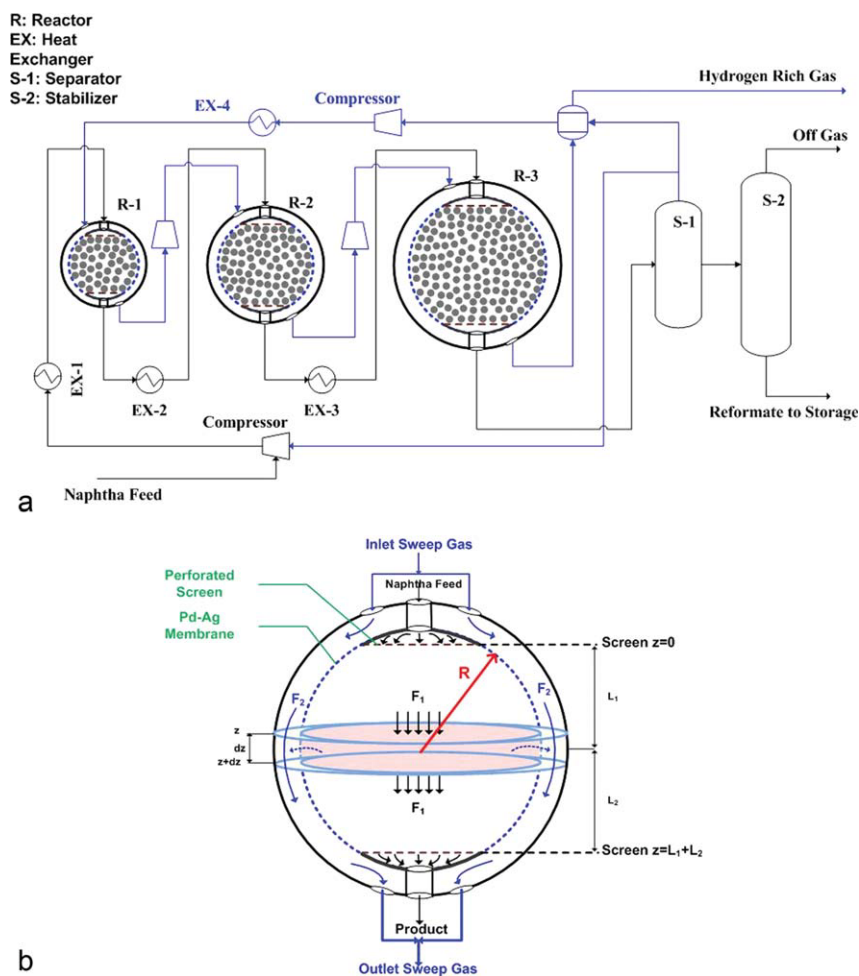 R: Reactor
EX: Heat
Exchanger
S-1: Separator
S-2: Stabilizer
Hydrogen Rich Gas
EX-4
Compressor
Off Gas
R-1
R-2
R-3
S-1
S-2
EX-1
EX-2
EX-3
Compressor
Reformate to Storage
Naphtha Feed
a
Inlet Sweep Gas
Perforated
Screen
Naphtha Feed
Pd-Ag
Membrane
Screen z=0
R
L₁
F₁
F₂
F₂
z
dz
z+dz
F₁
L₂
Screen z=L₁+L₂
Product
Outlet Sweep Gas
b